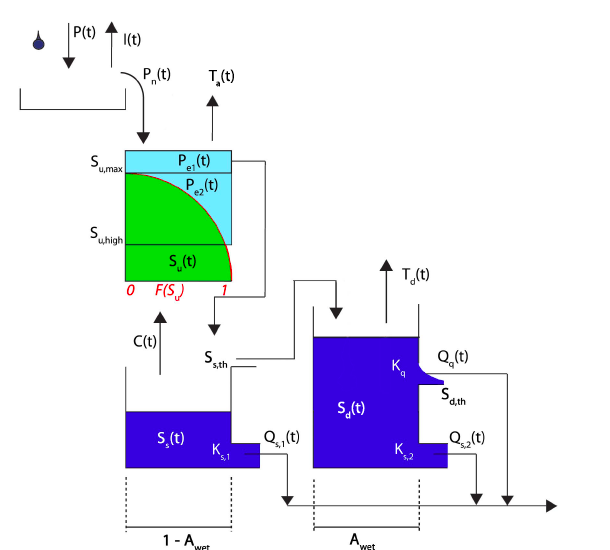 P(t)
I(t)
P_n(t)
T_a(t)
S_u,max
P_e1(t)
P_e2(t)
S_u,high
S_u(t)
0 F(S_u) 1
T_d(t)
C(t)
S_s,th
K_q
Q_q(t)
S_d,th
S_d(t)
S_s(t)
K_s,1
Q_s,1(t)
K_s,2
Q_s,2(t)
1 - A_wet
A_wet